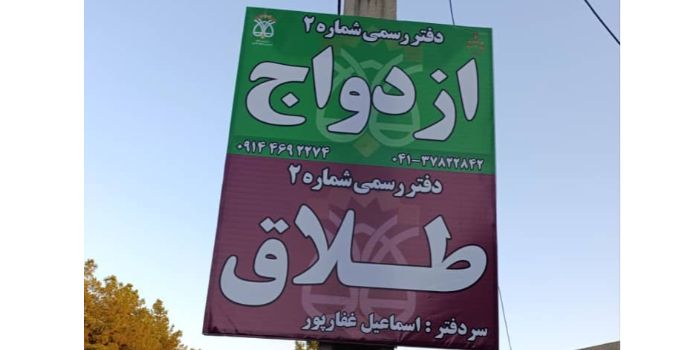 دفتر رسمی شماره ۲
ازدواج
۰۴۱-۳۷۸۲۲۸۴۲ ۰۹۱۴ ۴۶۹ ۲۲۷۴
دفتر رسمی شماره ۲
طلاق
سردفتر : اسماعیل غفارپور